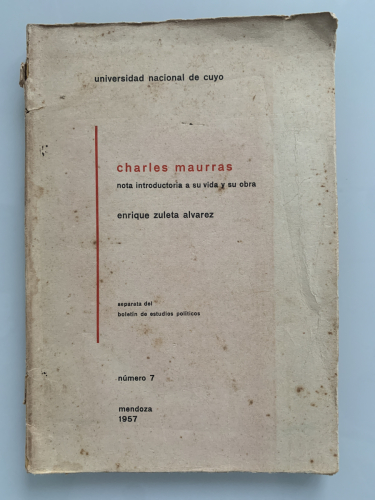 universidad nacional de cuyo
charles maurras
nota introductoria a su vida y su obra
enrique zuleta alvarez
separata del
boletín de estudios políticos
número 7
mendoza
1957